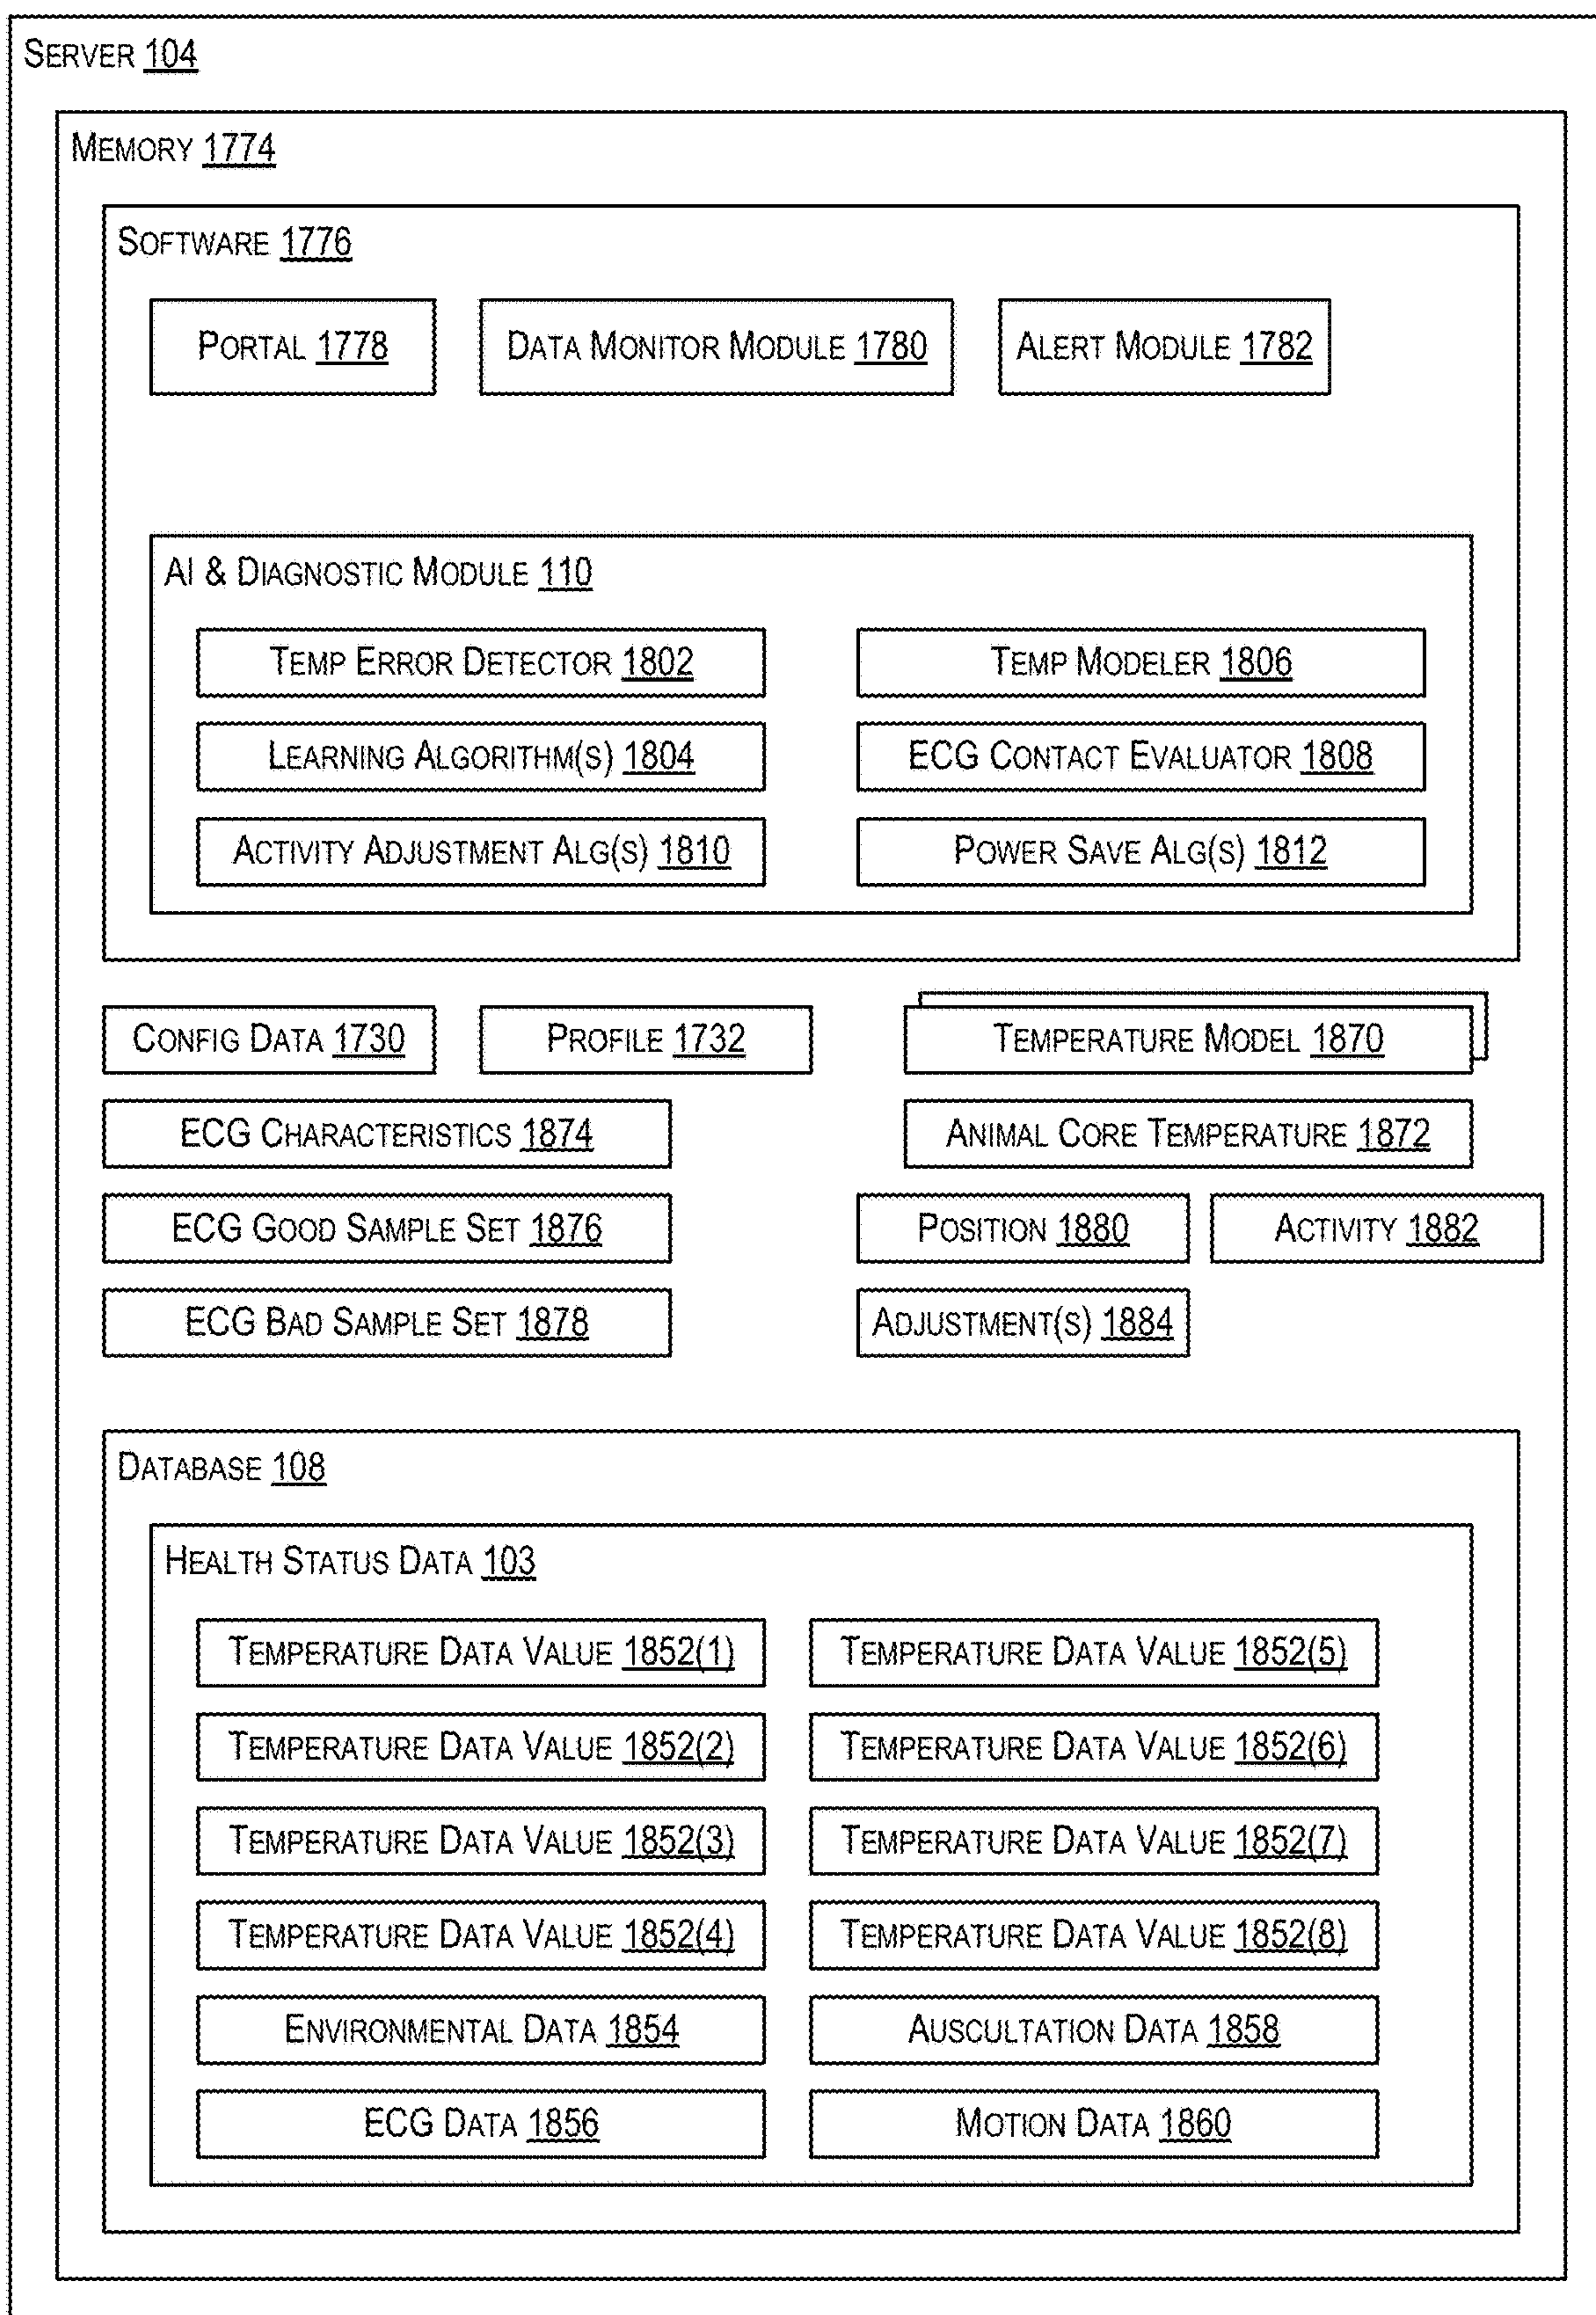 SERVER 104
MEMORY 1774
SOFTWARE 1776
PORTAL 1778 DATA MONITOR MODULE 1780 ALERT MODULE 1782
AI & DIAGNOSTIC MODULE 110
TEMP ERROR DETECTOR 1802 TEMP MODELER 1806
LEARNING ALGORITHM(S) 1804 ECG CONTACT EVALUATOR 1808
ACTIVITY ADJUSTMENT ALG(S) 1810 POWER SAVE ALG(S) 1812
CONFIG DATA 1730 PROFILE 1732 TEMPERATURE MODEL 1870
ECG CHARACTERISTICS 1874 ANIMAL CORE TEMPERATURE 1872
ECG GOOD SAMPLE SET 1876 POSITION 1880 ACTIVITY 1882
ECG BAD SAMPLE SET 1878 ADJUSTMENT(S) 1884
DATABASE 108
HEALTH STATUS DATA 103
TEMPERATURE DATA VALUE 1852(1) TEMPERATURE DATA VALUE 1852(5)
TEMPERATURE DATA VALUE 1852(2) TEMPERATURE DATA VALUE 1852(6)
TEMPERATURE DATA VALUE 1852(3) TEMPERATURE DATA VALUE 1852(7)
TEMPERATURE DATA VALUE 1852(4) TEMPERATURE DATA VALUE 1852(8)
ENVIRONMENTAL DATA 1854 AUSCULTATION DATA 1858
ECG DATA 1856 MOTION DATA 1860